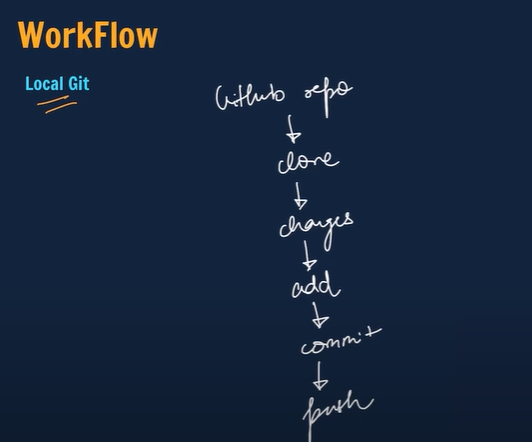 WorkFlow
Local Git
Github repo
clone
changes
add
commit
push